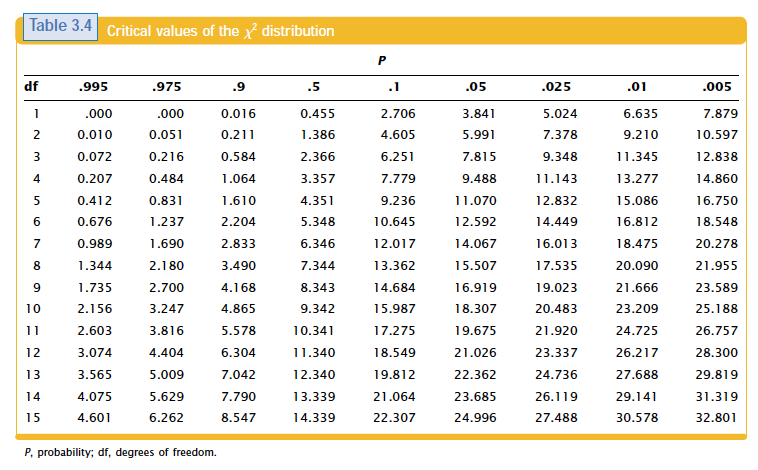 Table 3.4 Critical values of the χ² distribution
P
df .995 .975 .9 .5 .1 .05 .025 .01 .005
1 .000 .000 0.016 0.455 2.706 3.841 5.024 6.635 7.879
2 0.010 0.051 0.211 1.386 4.605 5.991 7.378 9.210 10.597
3 0.072 0.216 0.584 2.366 6.251 7.815 9.348 11.345 12.838
4 0.207 0.484 1.064 3.357 7.779 9.488 11.143 13.277 14.860
5 0.412 0.831 1.610 4.351 9.236 11.070 12.832 15.086 16.750
6 0.676 1.237 2.204 5.348 10.645 12.592 14.449 16.812 18.548
7 0.989 1.690 2.833 6.346 12.017 14.067 16.013 18.475 20.278
8 1.344 2.180 3.490 7.344 13.362 15.507 17.535 20.090 21.955
9 1.735 2.700 4.168 8.343 14.684 16.919 19.023 21.666 23.589
10 2.156 3.247 4.865 9.342 15.987 18.307 20.483 23.209 25.188
11 2.603 3.816 5.578 10.341 17.275 19.675 21.920 24.725 26.757
12 3.074 4.404 6.304 11.340 18.549 21.026 23.337 26.217 28.300
13 3.565 5.009 7.042 12.340 19.812 22.362 24.736 27.688 29.819
14 4.075 5.629 7.790 13.339 21.064 23.685 26.119 29.141 31.319
15 4.601 6.262 8.547 14.339 22.307 24.996 27.488 30.578 32.801
P, probability; df, degrees of freedom.